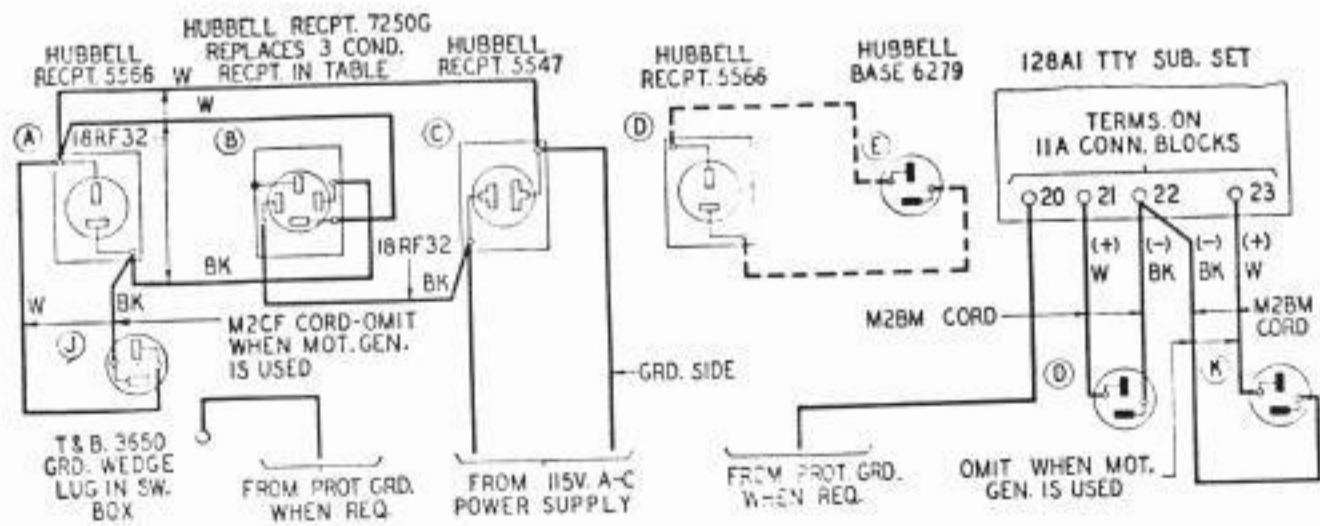 HUBBELL
RECPT. 5566
HUBBELL RECPT. 7250G
REPLACES 3 COND.
RECPT. IN TABLE
HUBBELL
RECPT. 5547
HUBBELL
RECPT. 5566
HUBBELL
BASE 6279
128A1 TTY SUB. SET
TERMS. ON
11A CONN. BLOCKS
W
W
A
18RF32
B
C
D
E
20
21
22
23
18RF32
BK
BK
(+)
W
(-)
BK
(-)
BK
(+)
W
W
BK
M2CF CORD-OMIT
WHEN MOT. GEN.
IS USED
J
GRD. SIDE
M2BM CORD
M2BM
CORD
D
K
T & B. 3650
GRD. WEDGE
LUG IN SW.
BOX
FROM PROT GRD.
WHEN REQ.
FROM 115V. A-C
POWER SUPPLY
FROM PROT GRD.
WHEN REQ.
OMIT WHEN MOT.
GEN. IS USED